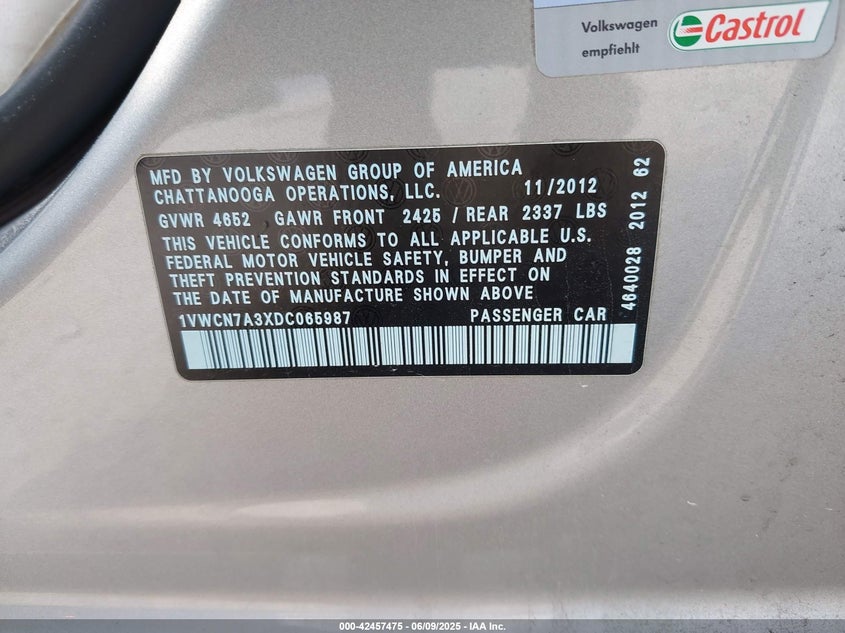 Volkswagen
empfiehlt
Castrol
MFD BY VOLKSWAGEN GROUP OF AMERICA
CHATTANOOGA OPERATIONS, LLC. 11/2012
GVWR 4652 GAWR FRONT 2425 / REAR 2337 LBS
THIS VEHICLE CONFORMS TO ALL APPLICABLE U.S.
FEDERAL MOTOR VEHICLE SAFETY, BUMPER AND
THEFT PREVENTION STANDARDS IN EFFECT ON
THE DATE OF MANUFACTURE SHOWN ABOVE
1VWCN7A3XDC065987 PASSENGER CAR
4640028 2012 62
000-42457475 - 06/09/2025 - IAA Inc.